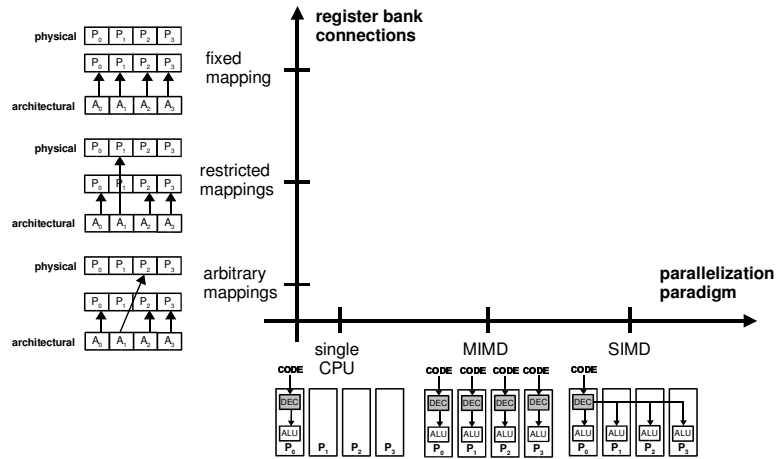 register bank
connections
physical P0 P1 P2 P3
P0 P1 P2 P3
fixed
mapping
architectural A0 A1 A2 A3
physical P0 P1 P2 P3
restricted
mappings
P0 P1 P2 P3
architectural A0 A1 A2 A3
physical P0 P1 P2 P3
arbitrary
mappings
P0 P1 P2 P3
architectural A0 A1 A2 A3
parallelization
paradigm
single
CPU
MIMD
SIMD
CODE CODE CODE CODE CODE CODE
DEC DEC DEC DEC DEC DEC
ALU ALU ALU ALU ALU ALU ALU ALU ALU
P0 P1 P2 P3 P0 P1 P2 P3 P0 P1 P2 P3